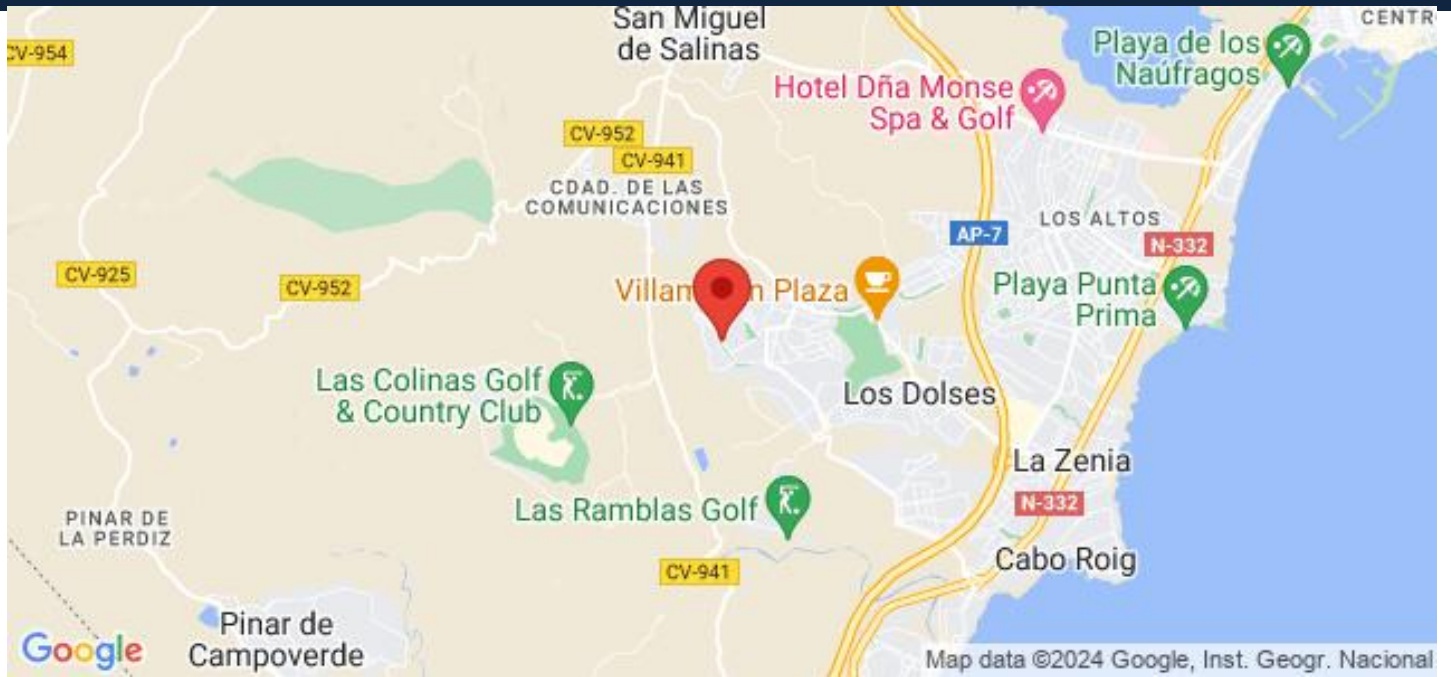 San Miguel
de Salinas
CENTR
CV-954
Playa de los
Naúfragos
Hotel Dña Monse
Spa & Golf
CV-952
CV-941
CDAD. DE LAS
COMUNICACIONES
LOS ALTOS
AP-7
N-332
CV-925
CV-952
Plaza
Playa Punta
Prima
Las Colinas Golf
& Country Club
Los Dolses
La Zenia
N-332
Las Ramblas Golf
PINAR DE
LA PERDIZ
Cabo Roig
CV-941
Pinar de
Campoverde
Google
Map data ©2024 Google, Inst. Geogr. Nacional